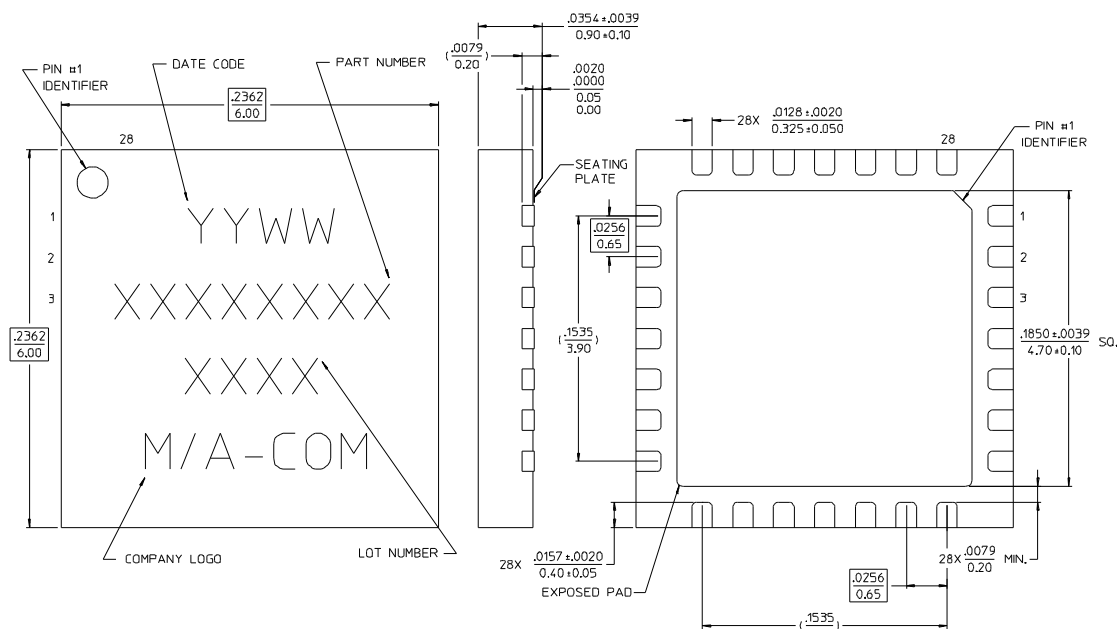 PIN #1
IDENTIFIER
DATE CODE
PART NUMBER
.2362
6.00
28
.2362
6.00
1
2
3
YYWW
XXXXXXXX
XXXX
M/A-COM
COMPANY LOGO
LOT NUMBER
.0354±.0039
0.90±0.10
(.0079
0.20)
.0020
.0000
0.05
0.00
SEATING
PLATE
28X .0128±.0020
0.325±0.050
28
PIN #1
IDENTIFIER
.0256
0.65
(.1535
3.90)
1
2
3
.1850±.0039
4.70±0.10 SQ.
28X .0157±.0020
0.40±0.05
EXPOSED PAD
28X .0079
0.20 MIN.
.0256
0.65
(.1535)